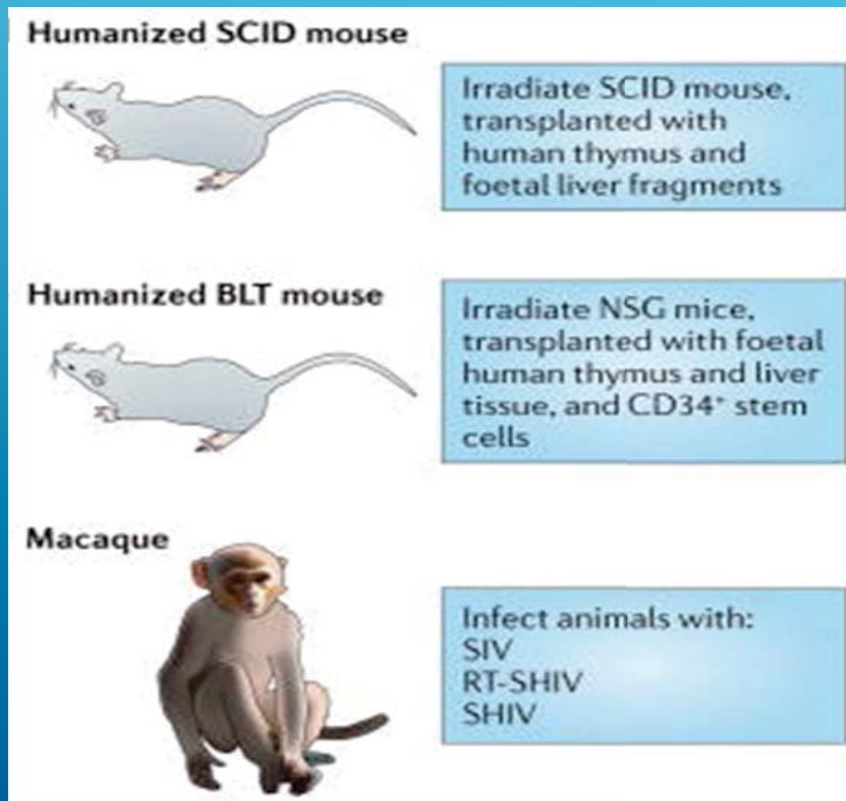 Humanized SCID mouse
Irradiate SCID mouse,
transplanted with
human thymus and
foetal liver fragments
Humanized BLT mouse
Irradiate NSG mice,
transplanted with foetal
human thymus and liver
tissue, and CD34⁺ stem
cells
Macaque
Infect animals with:
SIV
RT-SHIV
SHIV